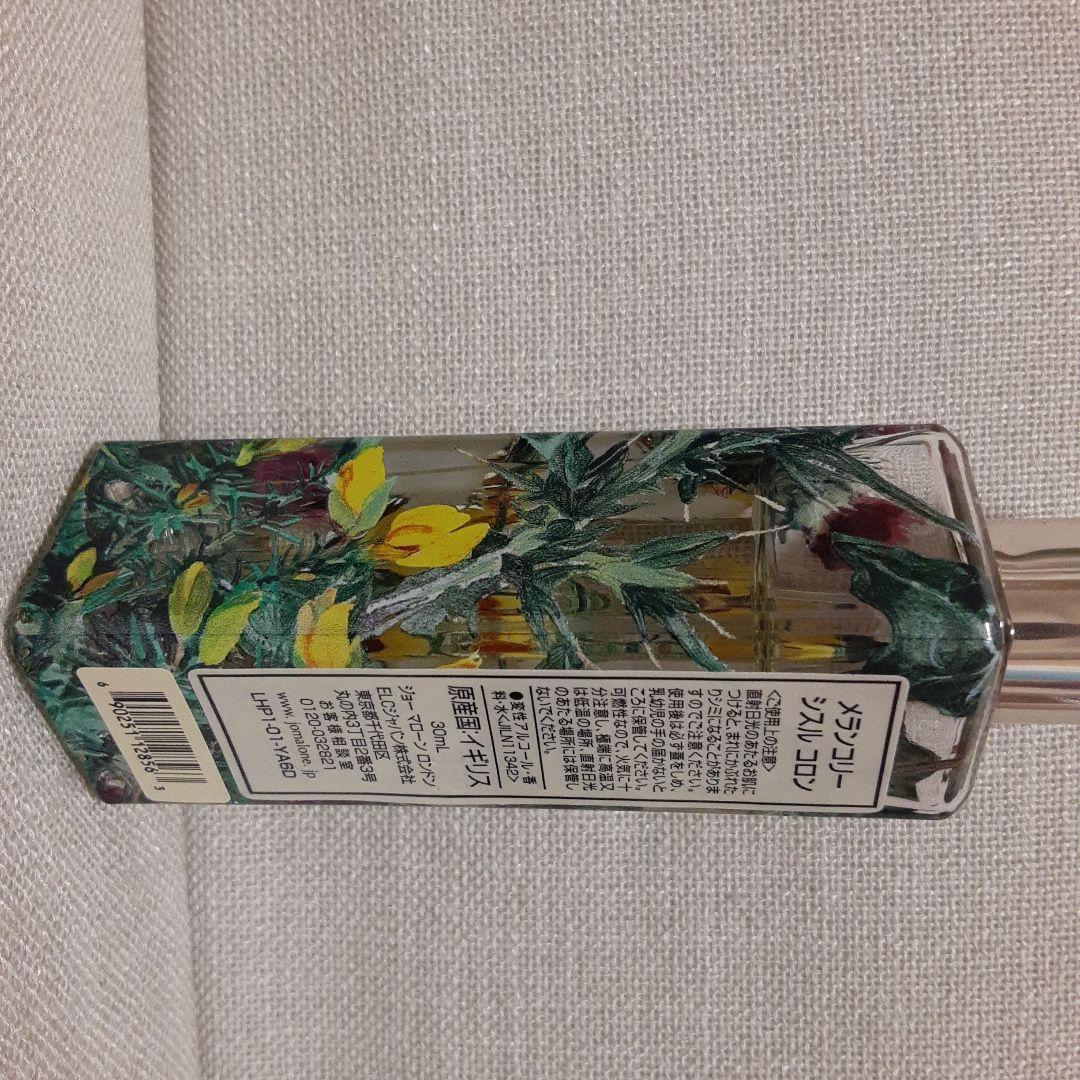 メランコリー
シスル コロン
<ご使用上の注意>
直射日光のあたるお肌に
つけると、まれにかぶれた
りシミになることがありま
すのでご注意ください。
使用後は必ず蓋をしめ、
乳幼児の手の届かないと
ころに保管してください。
可燃性なので、火気に十
分注意し、極端に高温又
は低温の場所、直射日光
のあたる場所には保管し
ないでください。
●変性アルコール・香
料・水<ILN11342>
原産国・イギリス
30mL
ジョー マローン ロンドン
ELCジャパン株式会社
東京都千代田区
丸の内3丁目2番3号
お客様相談室
0120-032621
www.jomalone.jp
LHP1-01-YA6D
6 90251 11285 6